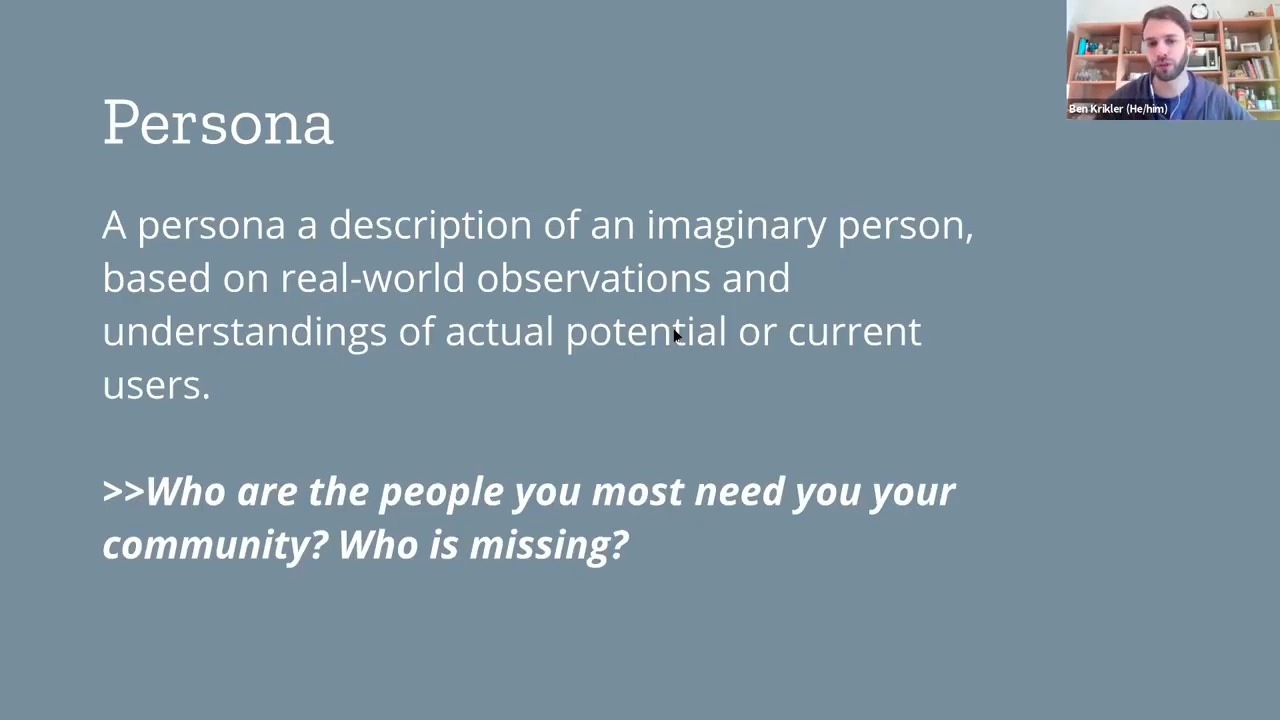 Persona
A persona a description of an imaginary person,
based on real-world observations and
understandings of actual potential or current
users.
>>Who are the people you most need you your
community? Who is missing?
Ben Krikler (He/him)